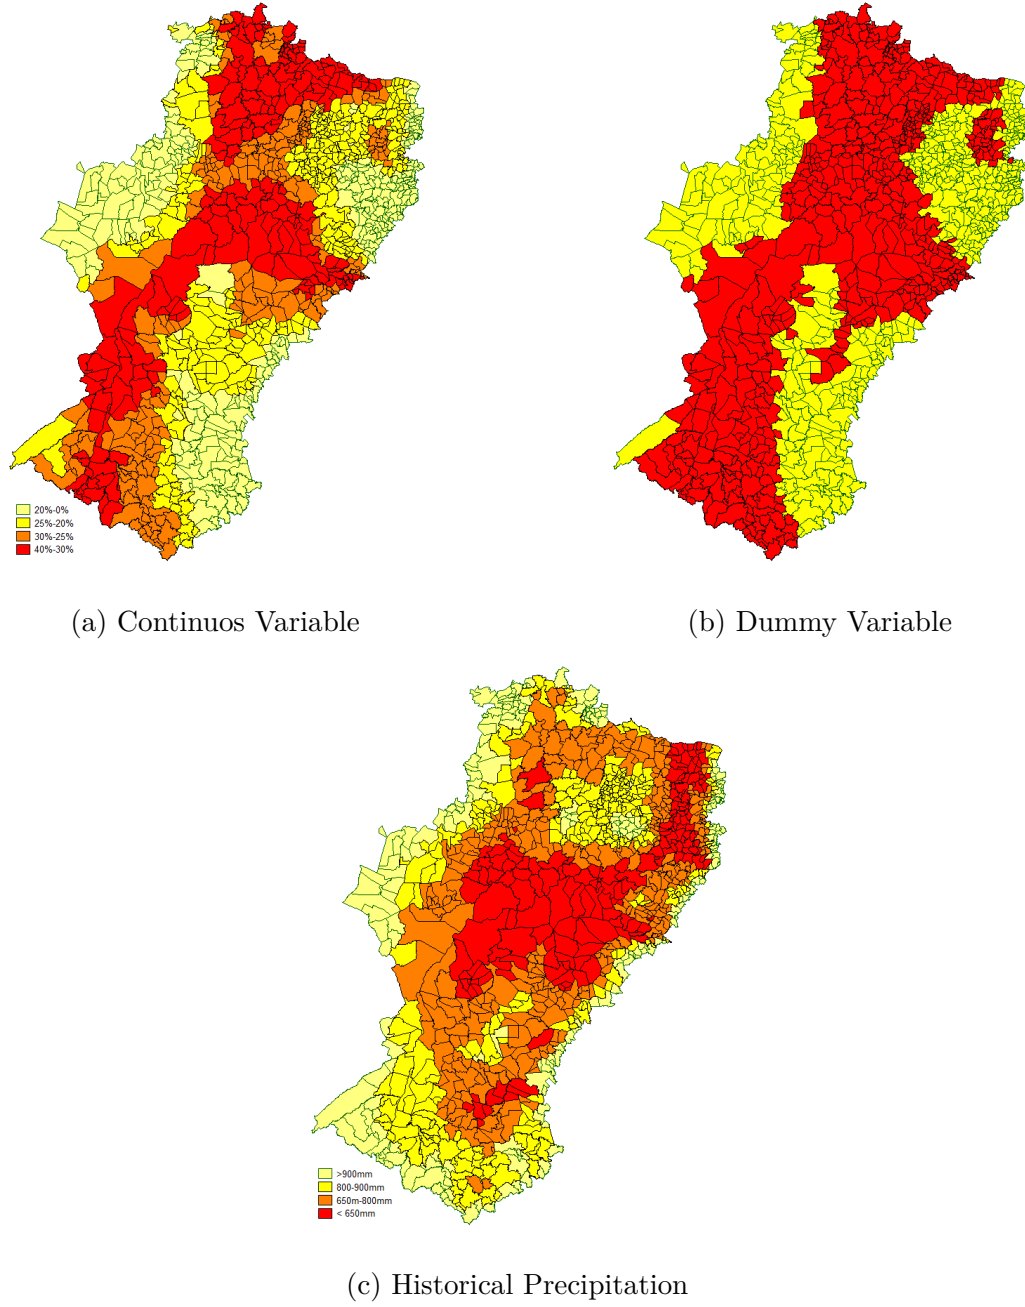 20%-0%
25%-20%
30%-25%
40%-30%
(a) Continuos Variable
(b) Dummy Variable
>900mm
800-900mm
650m-800mm
< 650mm
(c) Historical Precipitation